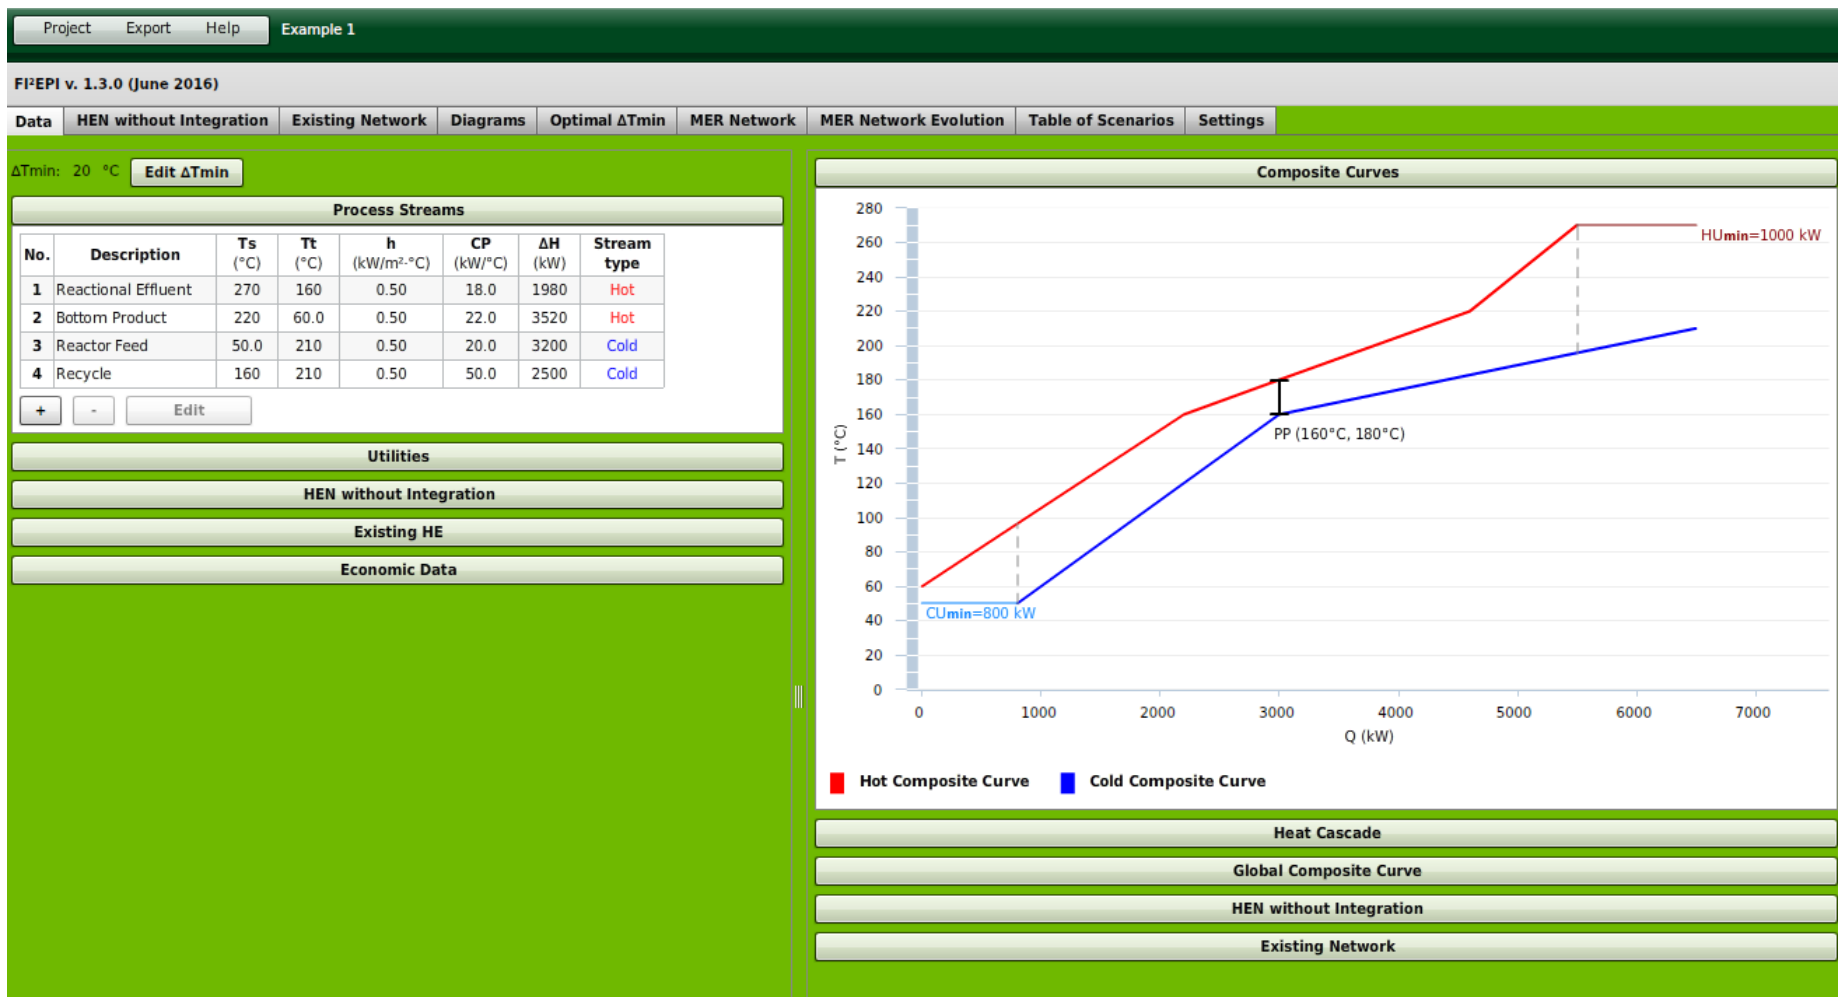 Project Export Help Example 1
FI²EPI v. 1.3.0 (June 2016)
Data HEN without Integration Existing Network Diagrams Optimal ΔTmin MER Network MER Network Evolution Table of Scenarios Settings
ΔTmin: 20 °C Edit ΔTmin
Process Streams
No. Description Ts (°C) Tt (°C) h (kW/m²·°C) CP (kW/°C) ΔH (kW) Stream type
1 Reactional Effluent 270 160 0.50 18.0 1980 Hot
2 Bottom Product 220 60.0 0.50 22.0 3520 Hot
3 Reactor Feed 50.0 210 0.50 20.0 3200 Cold
4 Recycle 160 210 0.50 50.0 2500 Cold
+ - Edit
Utilities
HEN without Integration
Existing HE
Economic Data
Composite Curves
280
260
240
220
200
180
160
140
120
100
80
60
40
20
0
T (°C)
HUmin=1000 kW
PP (160°C, 180°C)
CUmin=800 kW
0 1000 2000 3000 4000 5000 6000 7000
Q (kW)
Hot Composite Curve Cold Composite Curve
Heat Cascade
Global Composite Curve
HEN without Integration
Existing Network